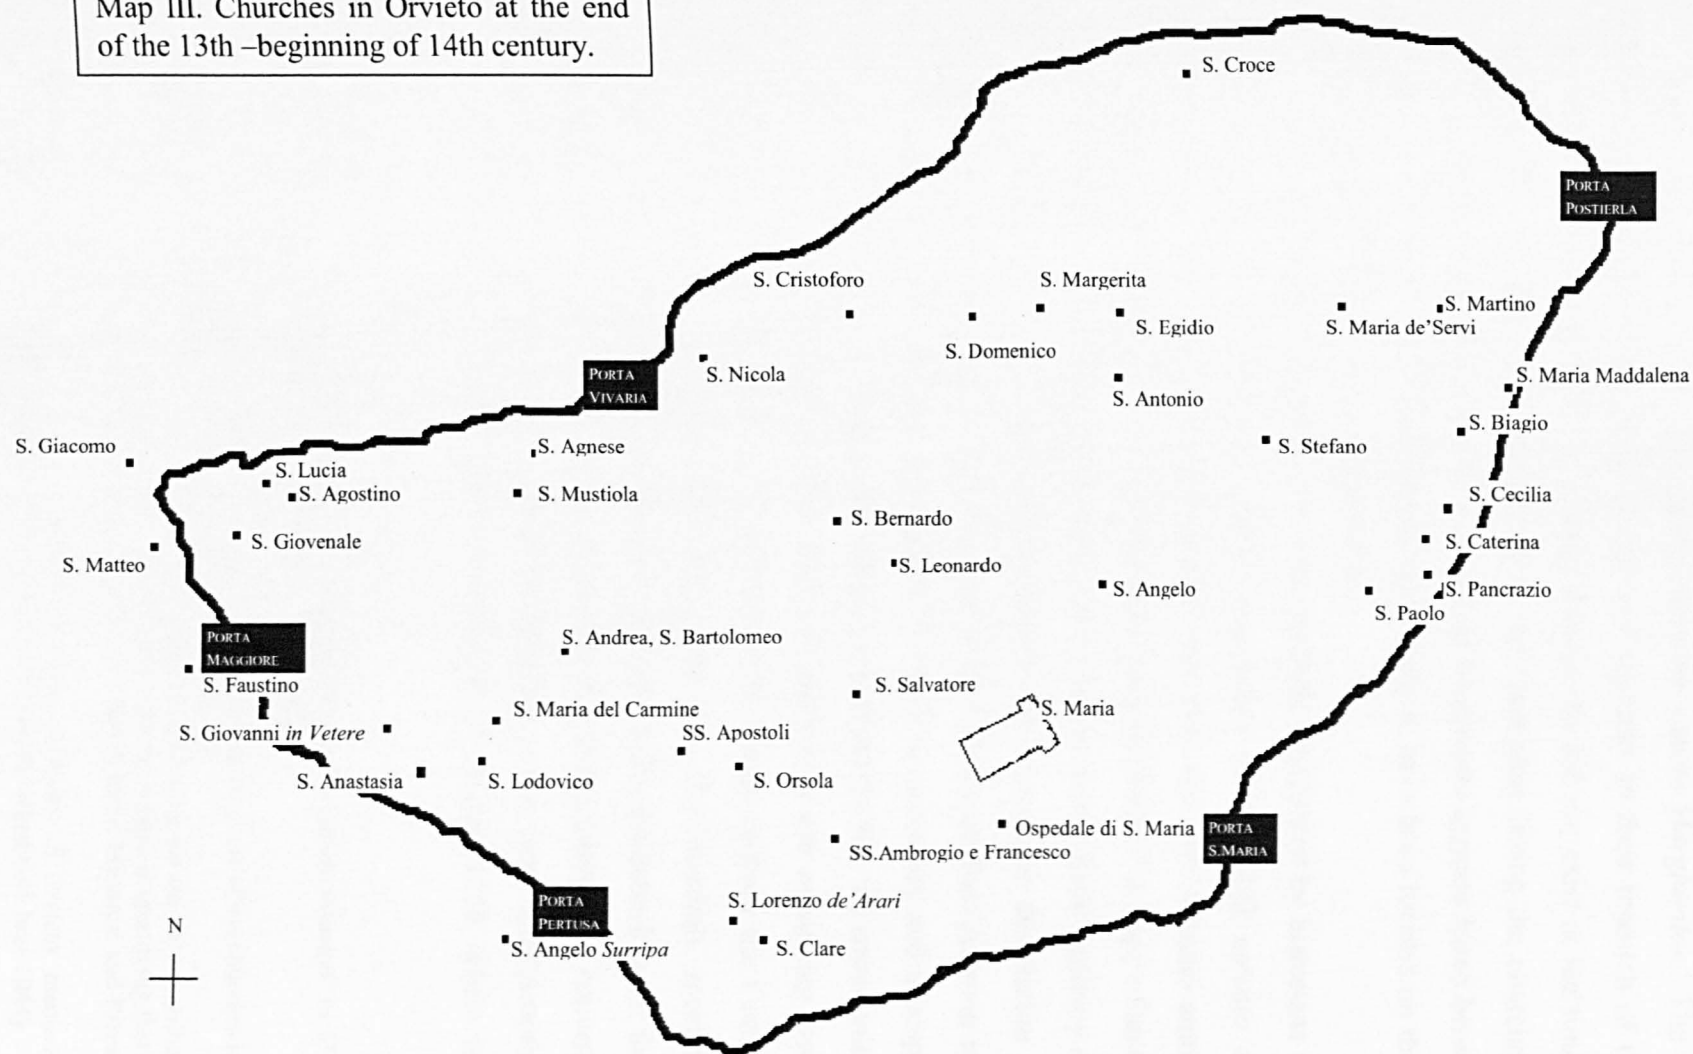 Map III. Churches in Orvieto at the end
of the 13th –beginning of 14th century.
S. Croce
PORTA
POSTIERLA
S. Cristoforo
S. Margerita
S. Martino
S. Egidio
S. Maria de'Servi
S. Domenico
PORTA
VIVARIA
S. Nicola
S. Maria Maddalena
S. Antonio
S. Biagio
S. Giacomo
S. Agnese
S. Stefano
S. Lucia
S. Agostino
S. Mustiola
S. Cecilia
S. Bernardo
S. Giovenale
S. Caterina
S. Matteo
S. Leonardo
S. Angelo
S. Pancrazio
S. Paolo
PORTA
MAGGIORE
S. Andrea, S. Bartolomeo
S. Faustino
S. Salvatore
S. Maria del Carmine
S. Maria
S. Giovanni in Vetere
SS. Apostoli
S. Anastasia
S. Lodovico
S. Orsola
Ospedale di S. Maria
PORTA
S.MARIA
SS.Ambrogio e Francesco
S. Lorenzo de'Arari
PORTA
PERTUSA
S. Angelo Surripa
S. Clare
N